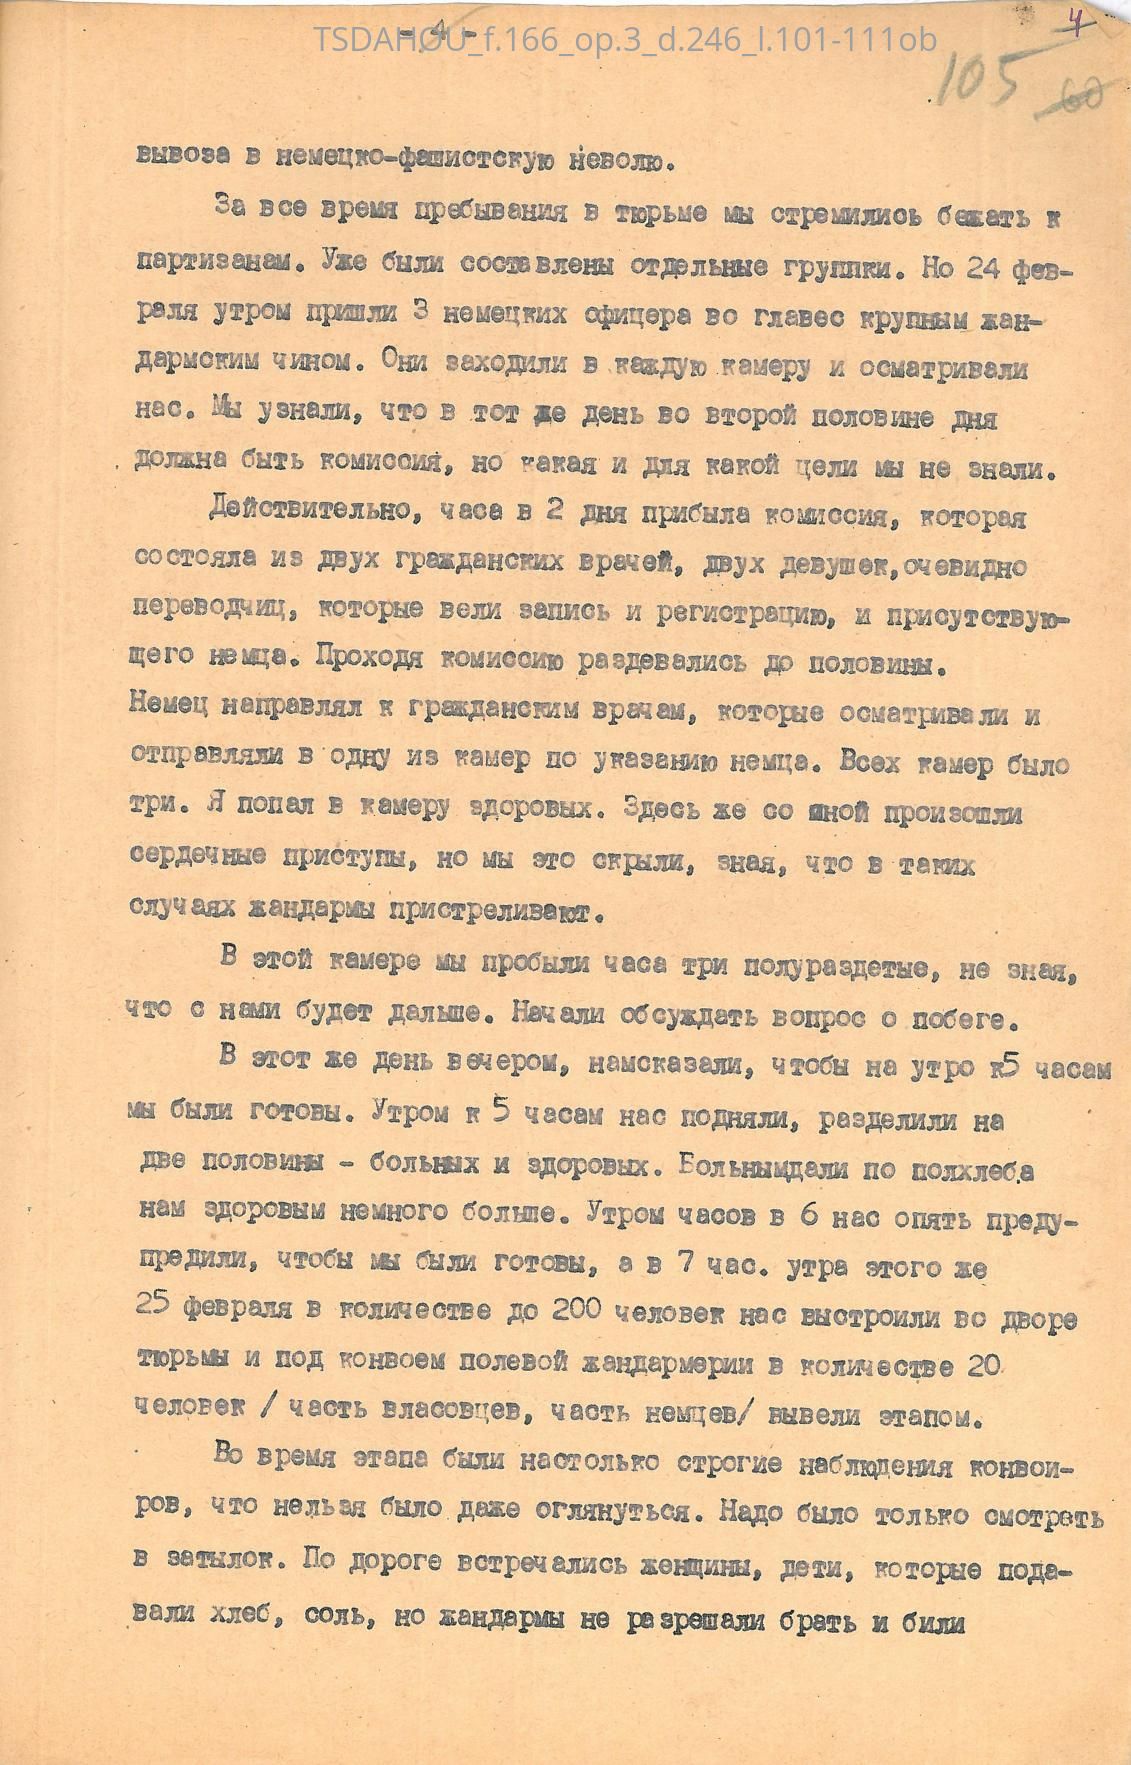 - 4 -
TSDAHOU_f.166_op.3_d.246_l.101-111ob
4
105
60
вывоза в немецко-фашистскую неволю.
За все время пребывания в тюрьме мы стремились бежать к
партизанам. Уже были составлены отдельные группки. Но 24 фев-
раля утром пришли 3 немецких офицера во главес крупным жан-
дармским чином. Они заходили в каждую камеру и осматривали
нас. Мы узнали, что в тот же день во второй половине дня
должна быть комиссия, но какая и для какой цели мы не знали.
Действительно, часа в 2 дня прибыла комиссия, которая
состояла из двух гражданских врачей, двух девушек,очевидно
переводчиц, которые вели запись и регистрацию, и присутствую-
щего немца. Проходя комиссию раздевались до половины.
Немец направлял к гражданским врачам, которые осматривали и
отправляли в одну из камер по указанию немца. Всех камер было
три. Я попал в камеру здоровых. Здесь же со мной произошли
сердечные приступы, но мы это скрыли, зная, что в таких
случаях жандармы пристреливают.
В этой камере мы пробыли часа три полураздетые, не зная,
что с нами будет дальше. Начали обсуждать вопрос о побеге.
В этот же день вечером, намсказали, чтобы на утро к5 часам
мы были готовы. Утром к 5 часам нас подняли, разделили на
две половины - больных и здоровых. Больнымдали по полхлеба
нам здоровым немного больше. Утром часов в 6 нас опять преду-
предили, чтобы мы были готовы, а в 7 час. утра этого же
25 февраля в количестве до 200 человек нас выстроили во дворе
тюрьмы и под конвоем полевой жандармерии в количестве 20
человек / часть власовцев, часть немцев/ вывели этапом.
Во время этапа были настолько строгие наблюдения конвои-
ров, что нельзя было даже оглянуться. Надо было только смотреть
в затылок. По дороге встречались женщины, дети, которые пода-
вали хлеб, соль, но жандармы не разрешали брать и били